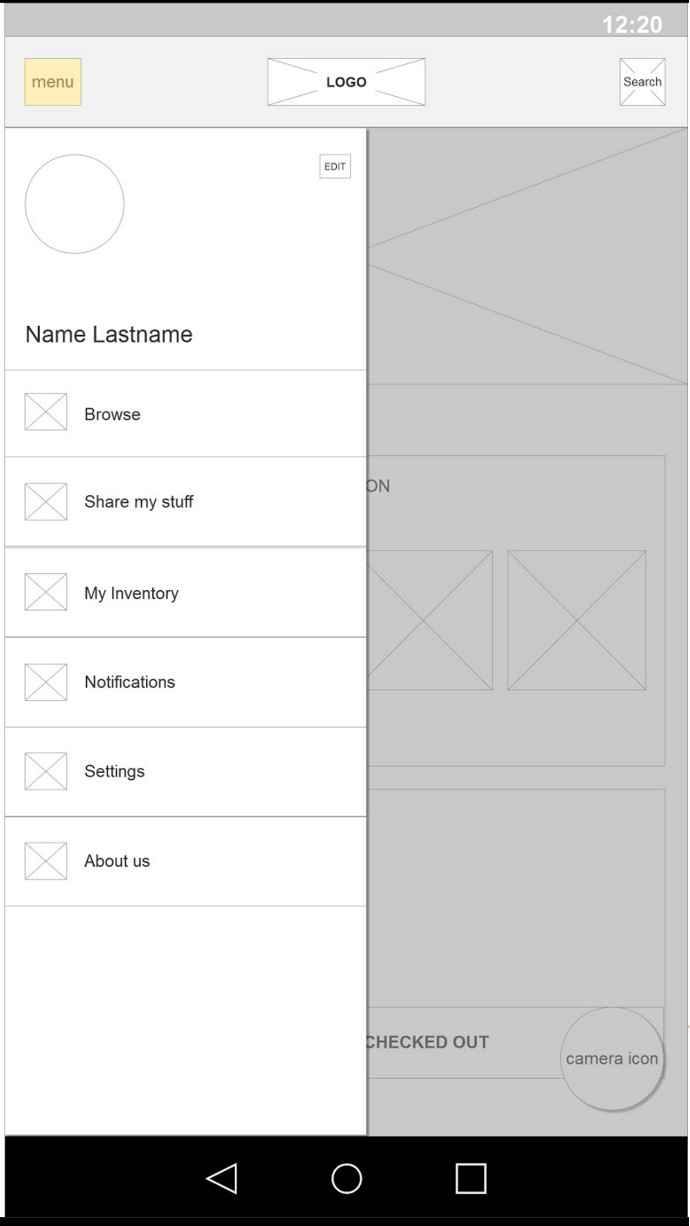 12:20
menu
LOGO
Search
EDIT
Name Lastname
Browse
Share my stuff
ON
My Inventory
Notifications
Settings
About us
CHECKED OUT
camera icon